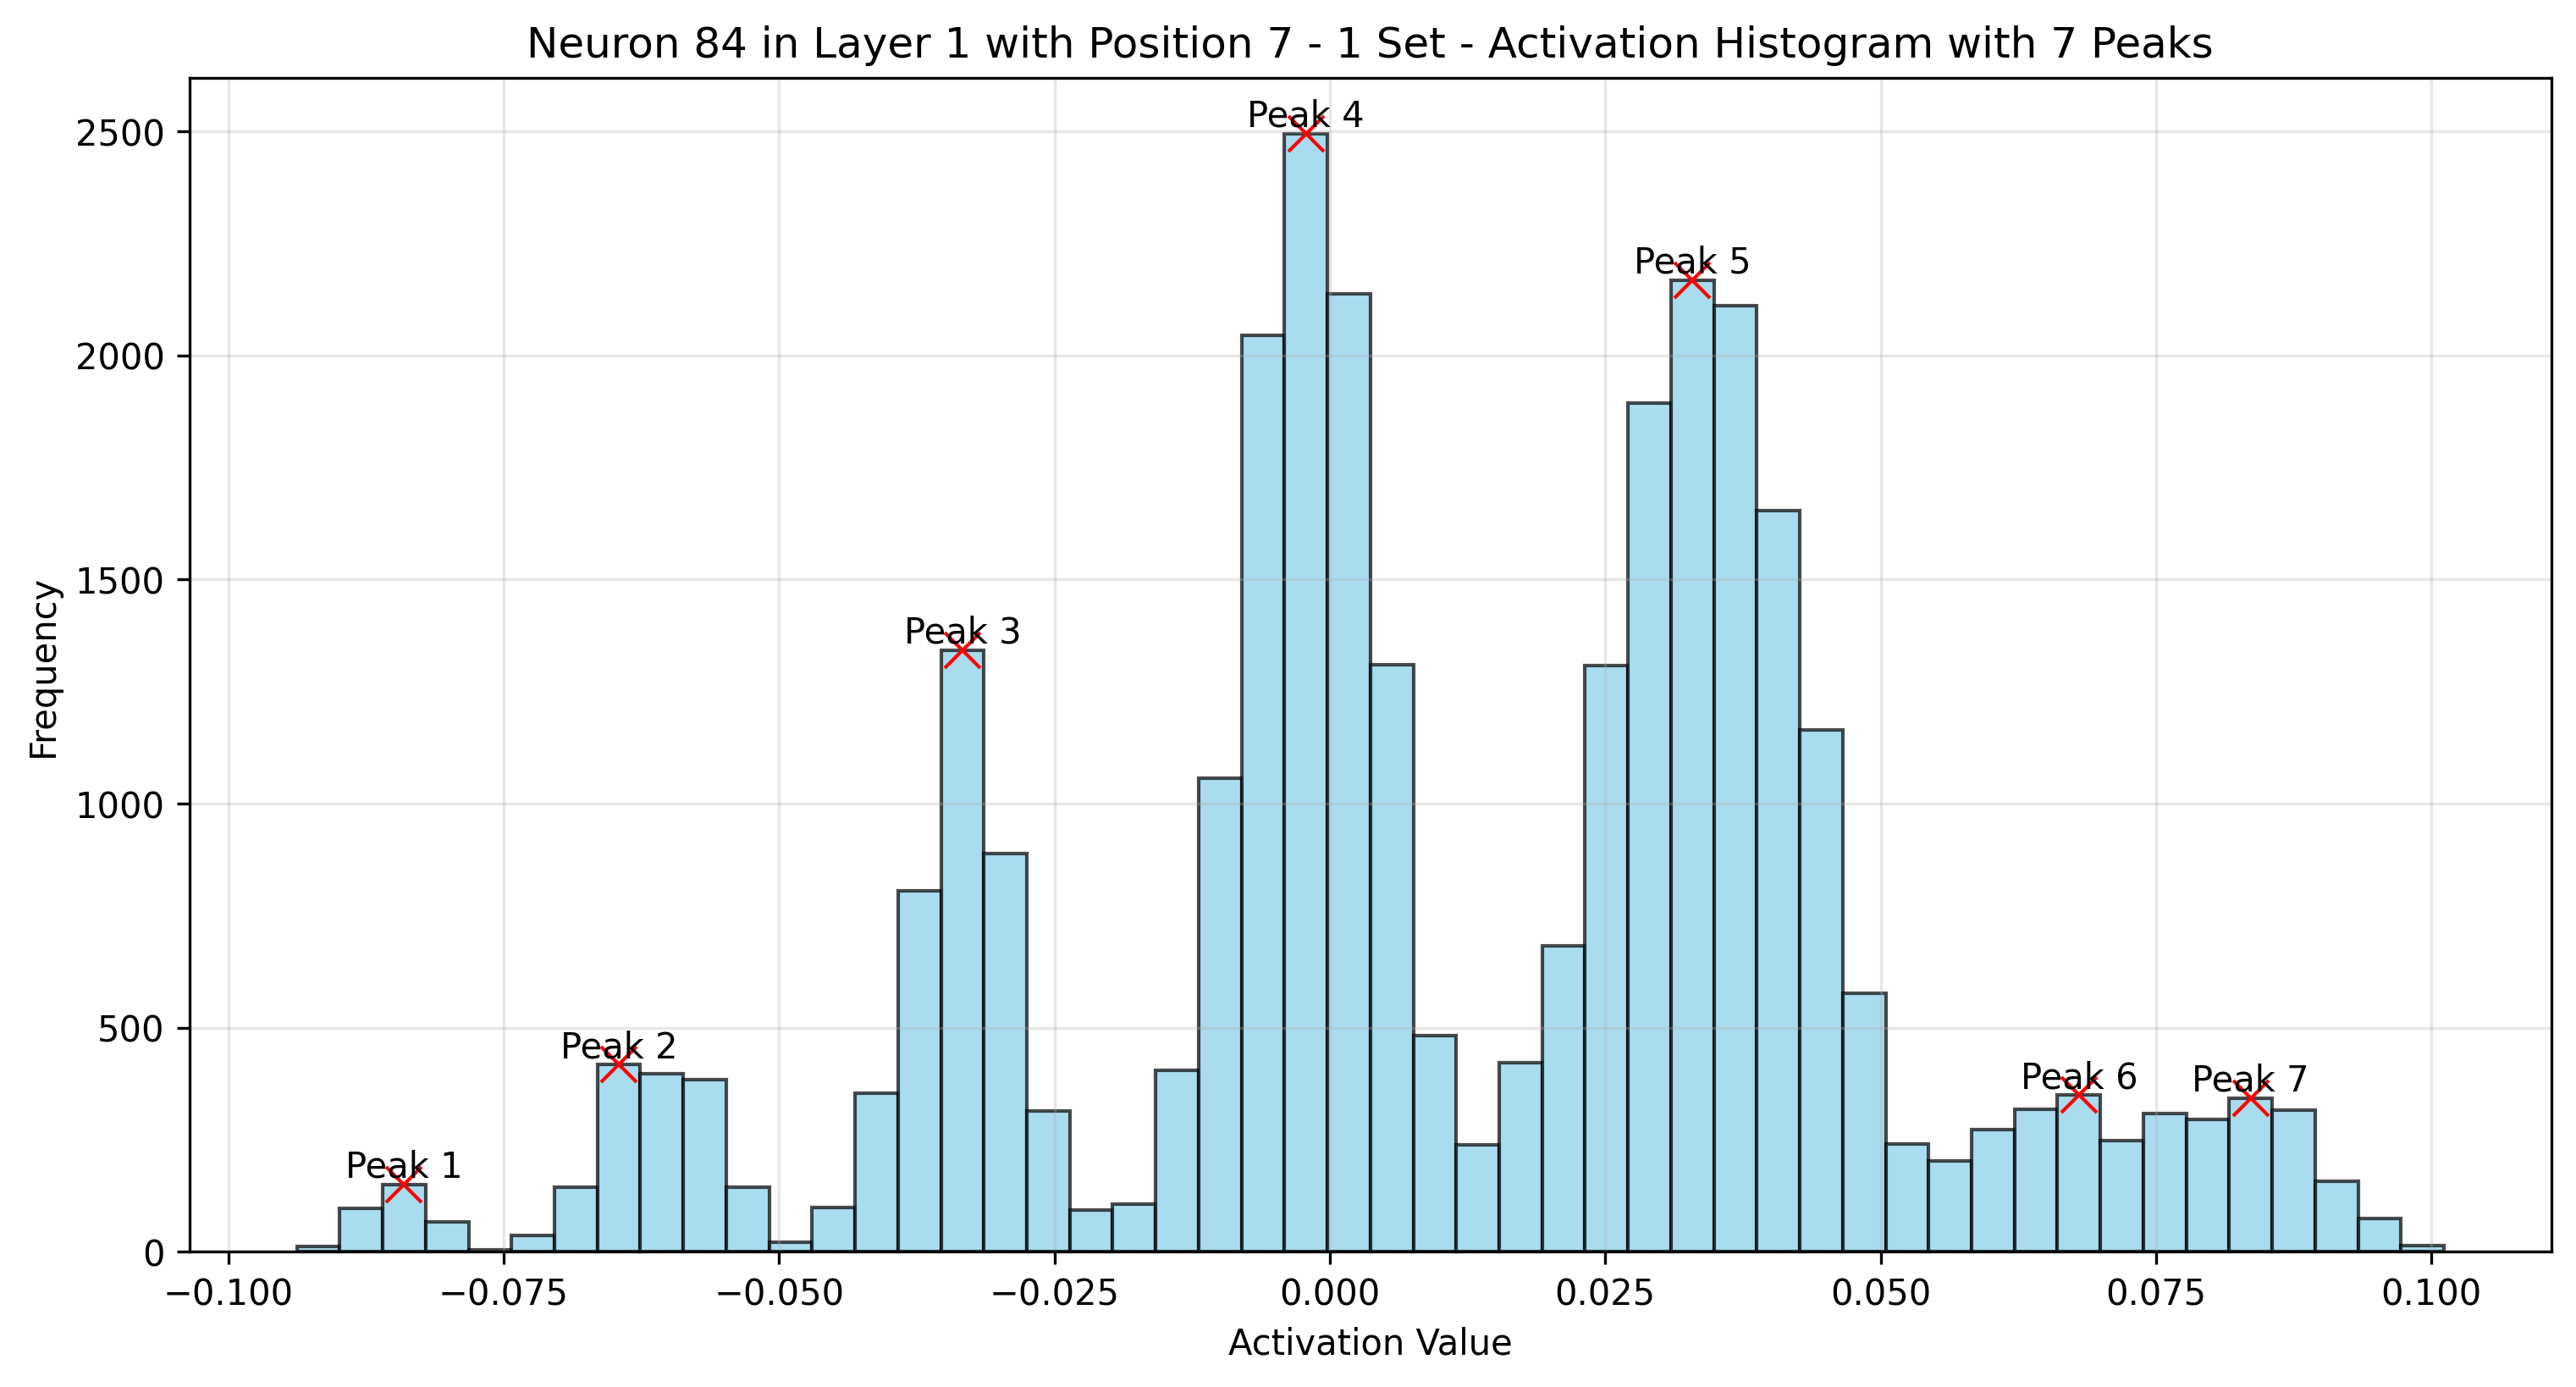 Neuron 84 in Layer 1 with Position 7 - 1 Set - Activation Histogram with 7 Peaks
Frequency
2500
2000
1500
1000
500
0
Peak 1
Peak 2
Peak 3
Peak 4
Peak 5
Peak 6
Peak 7
−0.100
−0.075
−0.050
−0.025
0.000
0.025
0.050
0.075
0.100
Activation Value